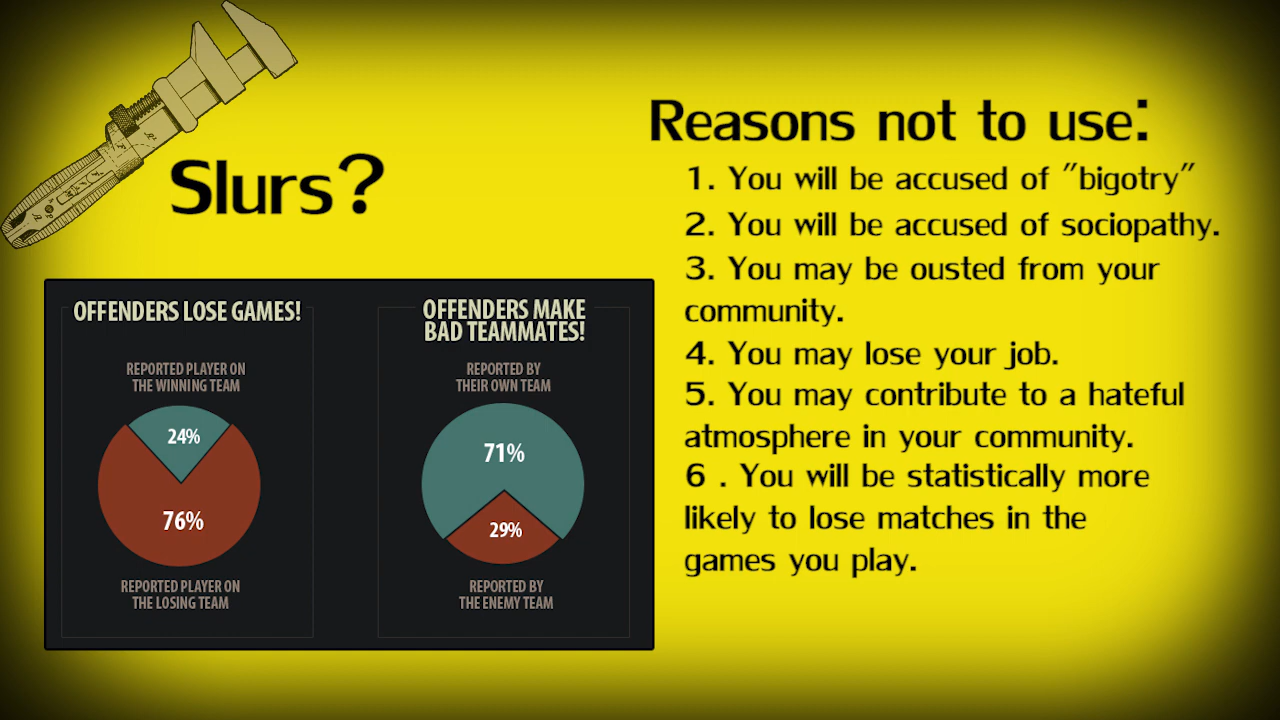 Slurs?
OFFENDERS LOSE GAMES!
REPORTED PLAYER ON
THE WINNING TEAM
24%
76%
REPORTED PLAYER ON
THE LOSING TEAM
OFFENDERS MAKE
BAD TEAMMATES!
REPORTED BY
THEIR OWN TEAM
71%
29%
REPORTED BY
THE ENEMY TEAM
Reasons not to use:
1. You will be accused of "bigotry"
2. You will be accused of sociopathy.
3. You may be ousted from your
community.
4. You may lose your job.
5. You may contribute to a hateful
atmosphere in your community.
6 . You will be statistically more
likely to lose matches in the
games you play.